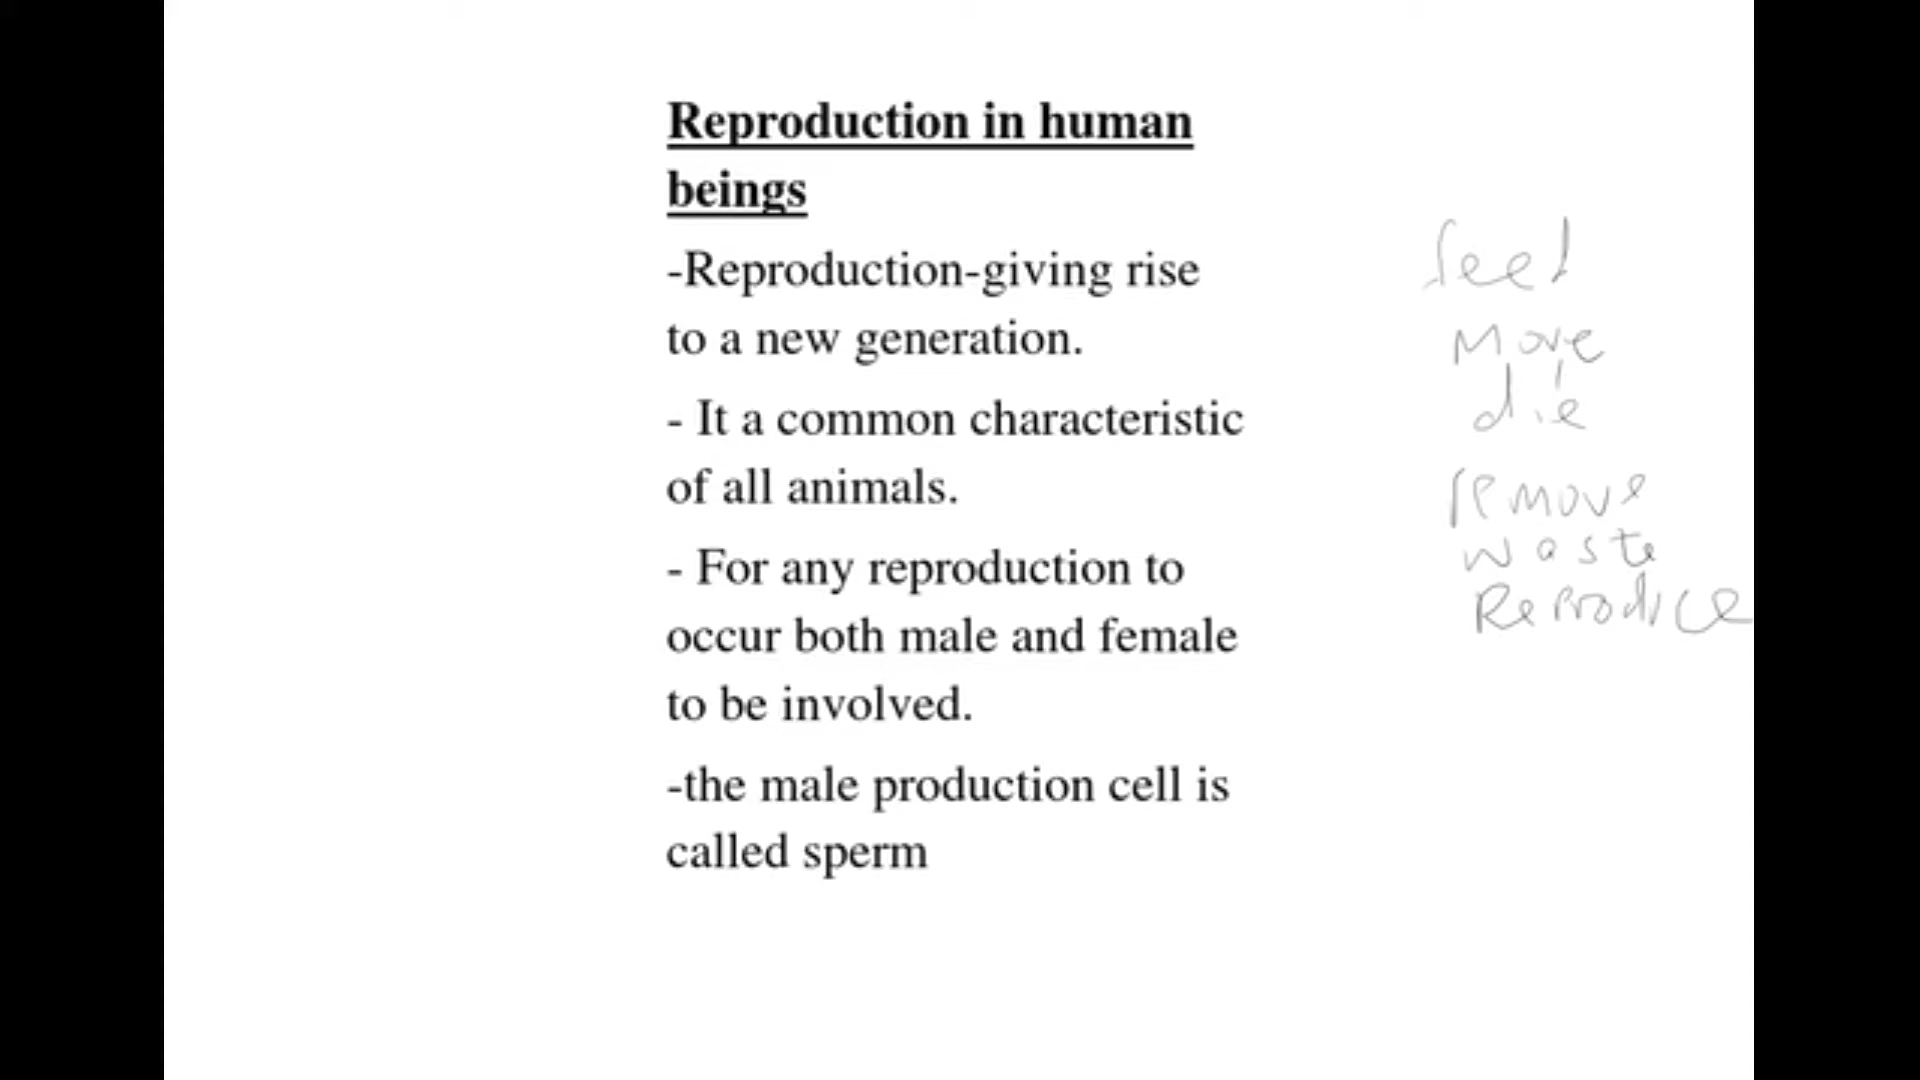 Reproduction in human
beings
-Reproduction-giving rise
to a new generation.
- It a common characteristic
of all animals.
- For any reproduction to
occur both male and female
to be involved.
-the male production cell is
called sperm
feed
Move
die
remove
waste
Reproduce